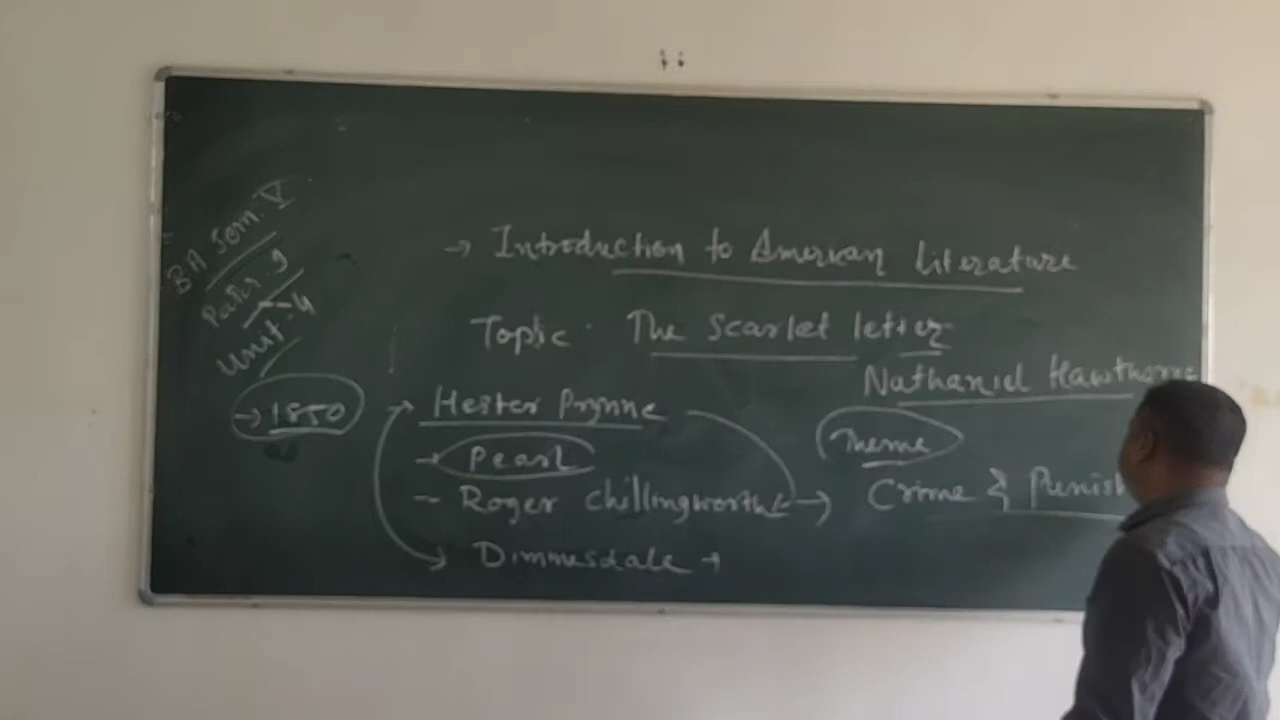 BA Sem. V
Paper 9
Unit - 4
→ Introduction to American Literature
Topic : The Scarlet letter
Nathaniel Hawthorne
→ 1850
→ Hester Prynne
Theme
→ Pearl
- Roger Chillingworth → Crime & Punish
→ Dimmesdale →